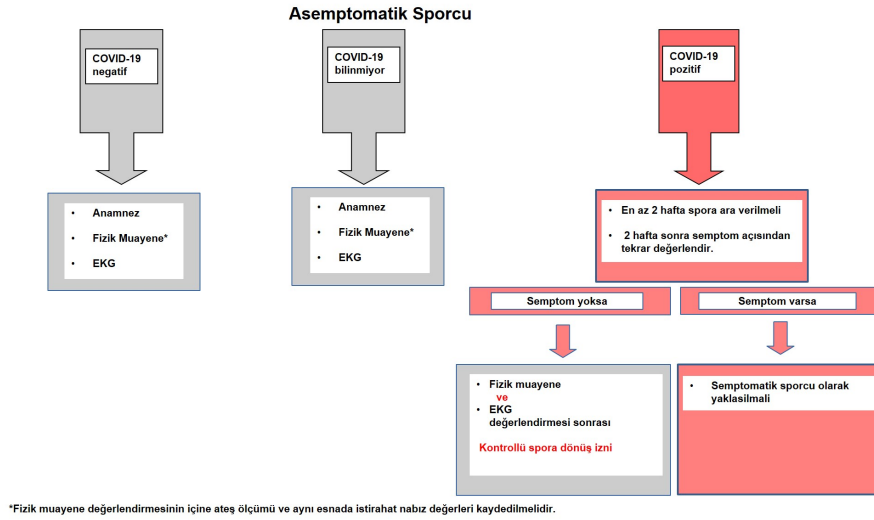 Asemptomatik Sporcu
COVID-19
negatif
COVID-19
bilinmiyor
COVID-19
pozitif
• Anamnez
• Fizik Muayene*
• EKG
• Anamnez
• Fizik Muayene*
• EKG
• En az 2 hafta spora ara verilmeli
• 2 hafta sonra semptom açısından
tekrar değerlendir.
Semptom yoksa
Semptom varsa
• Fizik muayene
ve
• EKG
değerlendirmesi sonrası
Kontrollü spora dönüş izni
• Semptomatik sporcu olarak
yaklasilmali
*Fizik muayene değerlendirmesinin içine ateş ölçümü ve aynı esnada istirahat nabız değerleri kaydedilmelidir.